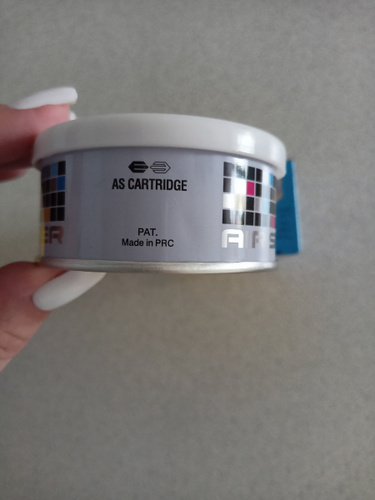 AS CARTRIDGE
PAT.
Made in PRC